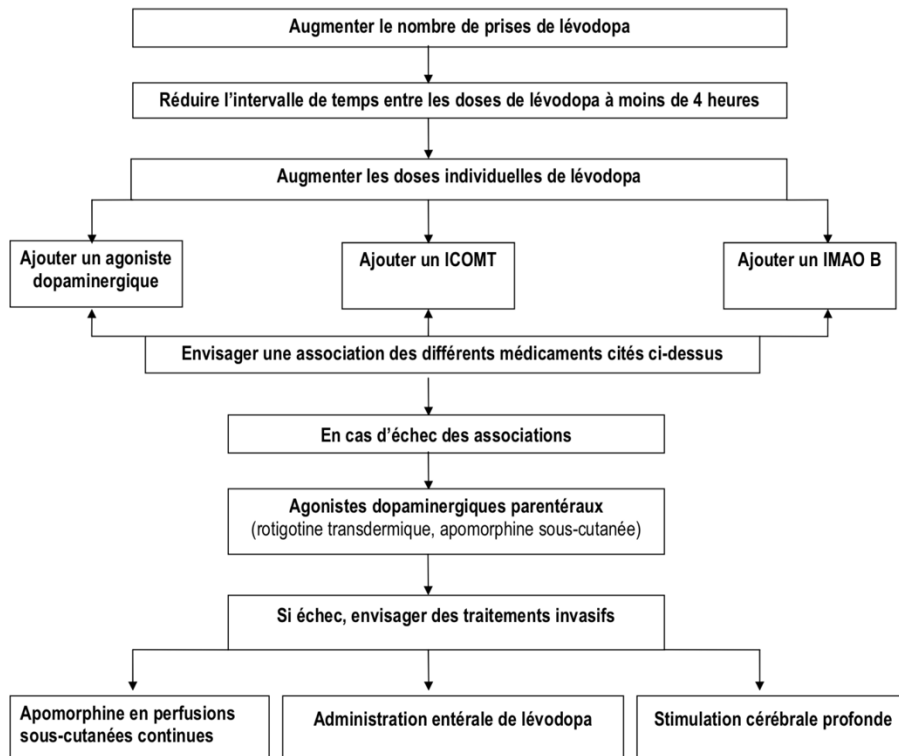 Augmenter le nombre de prises de lévodopa
Réduire l'intervalle de temps entre les doses de lévodopa à moins de 4 heures
Augmenter les doses individuelles de lévodopa
Ajouter un agoniste
dopaminergique
Ajouter un ICOMT
Ajouter un IMAO B
Envisager une association des différents médicaments cités ci-dessus
En cas d'échec des associations
Agonistes dopaminergiques parentéraux
(rotigotine transdermique, apomorphine sous-cutanée)
Si échec, envisager des traitements invasifs
Apomorphine en perfusions
sous-cutanées continues
Administration entérale de lévodopa
Stimulation cérébrale profonde